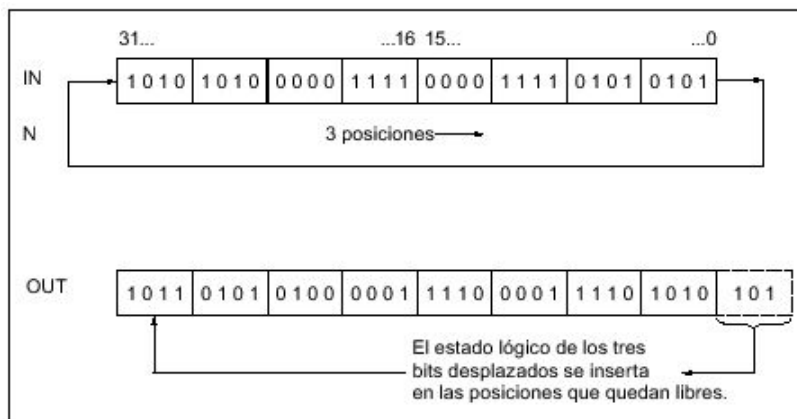 31... ...16 15... ...0
IN 1010 1010 0000 1111 0000 1111 0101 0101
N 3 posiciones
OUT 1011 0101 0100 0001 1110 0001 1110 1010 101
El estado lógico de los tres
bits desplazados se inserta
en las posiciones que quedan libres.